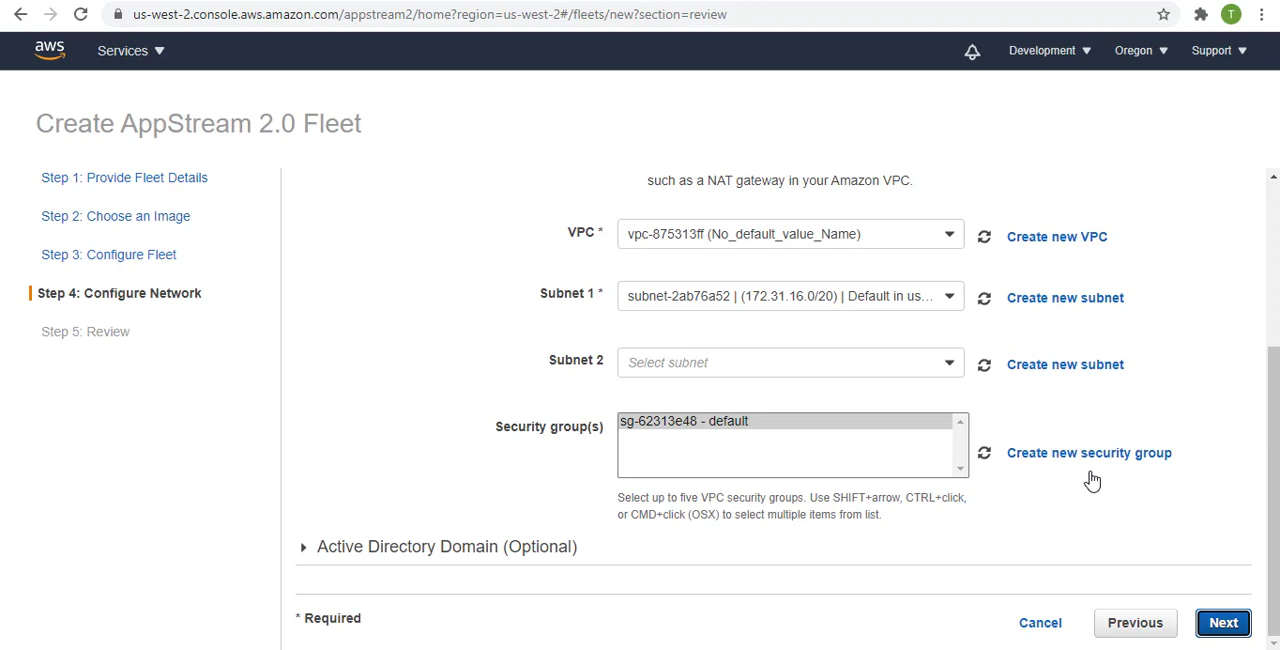 us-west-2.console.aws.amazon.com/appstream2/home?region=us-west-2#/fleets/new?section=review
T
aws Services Development Oregon Support
Create AppStream 2.0 Fleet
Step 1: Provide Fleet Details
Step 2: Choose an Image
Step 3: Configure Fleet
Step 4: Configure Network
Step 5: Review
such as a NAT gateway in your Amazon VPC.
VPC * vpc-875313ff (No_default_value_Name) Create new VPC
Subnet 1 * subnet-2ab76a52 | (172.31.16.0/20) | Default in us... Create new subnet
Subnet 2 Select subnet Create new subnet
Security group(s) sg-62313e48 - default Create new security group
Select up to five VPC security groups. Use SHIFT+arrow, CTRL+click,
or CMD+click (OSX) to select multiple items from list.
Active Directory Domain (Optional)
* Required Cancel Previous Next